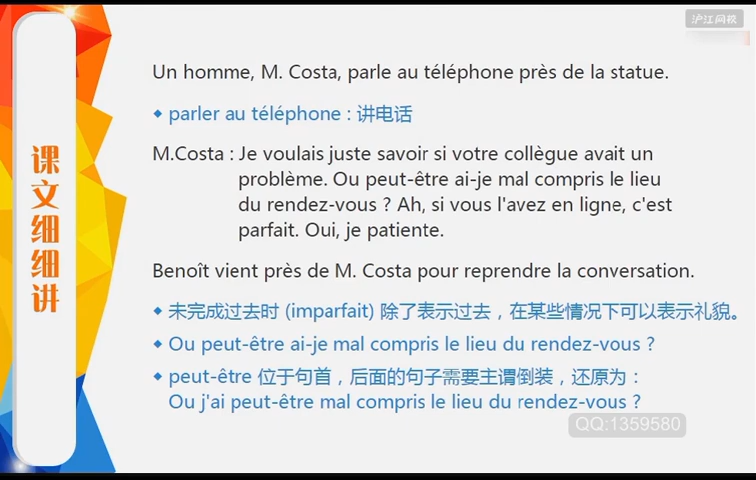 沪江网校
课文细细讲
Un homme, M. Costa, parle au téléphone près de la statue.
parler au téléphone : 讲电话
M.Costa : Je voulais juste savoir si votre collègue avait un
problème. Ou peut-être ai-je mal compris le lieu
du rendez-vous ? Ah, si vous l'avez en ligne, c'est
parfait. Oui, je patiente.
Benoît vient près de M. Costa pour reprendre la conversation.
未完成过去时 (imparfait) 除了表示过去，在某些情况下可以表示礼貌。
Ou peut-être ai-je mal compris le lieu du rendez-vous ?
peut-être 位于句首，后面的句子需要主谓倒装，还原为：
Ou j'ai peut-être mal compris le lieu du rendez-vous ?
QQ:1359580